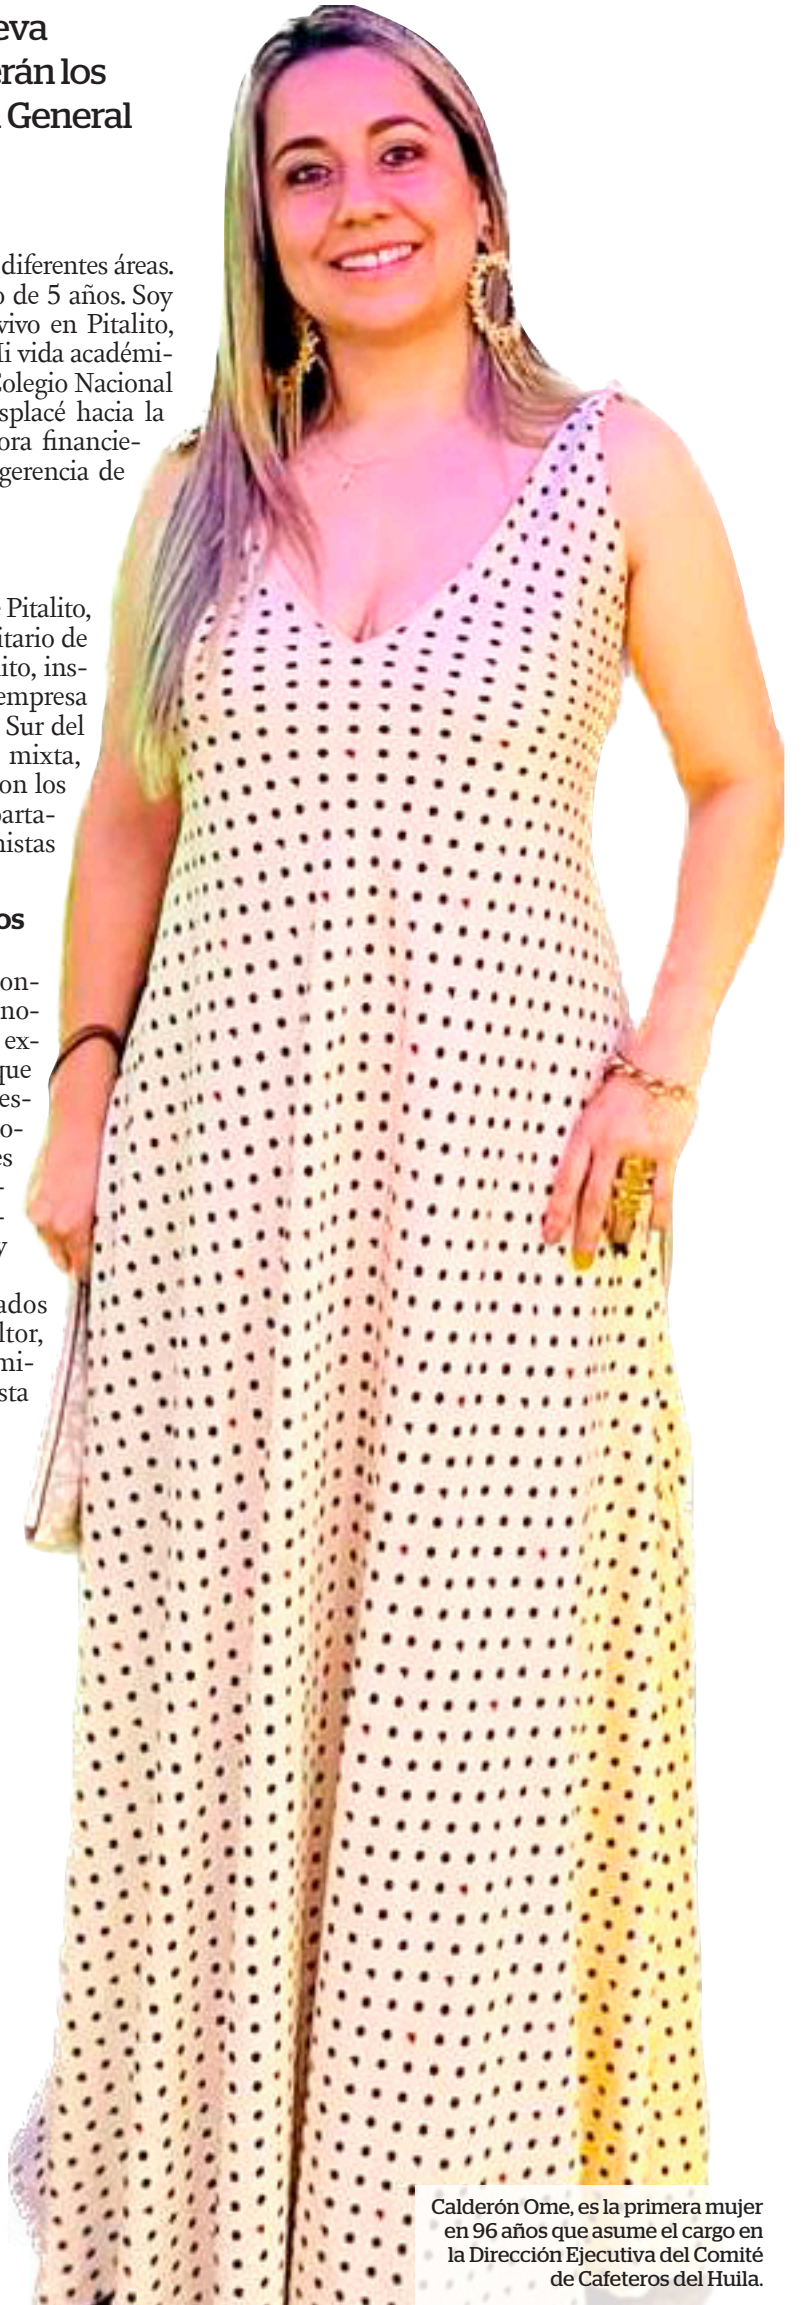 eva
erán los
General
diferentes áreas.
o de 5 años. Soy
vivo en Pitalito,
Mi vida académi-
Colegio Nacional
splacé hacia la
ora financie-
gerencia de
Pitalito,
itario de
ito, ins-
empresa
Sur del
mixta,
on los
parta-
nistas
os
on-
no-
ex-
que
es-
o-
es
-
-
y
ados
ltor,
mi-
sta
Calderón Ome, es la primera mujer
en 96 años que asume el cargo en
la Dirección Ejecutiva del Comité
de Cafeteros del Huila.